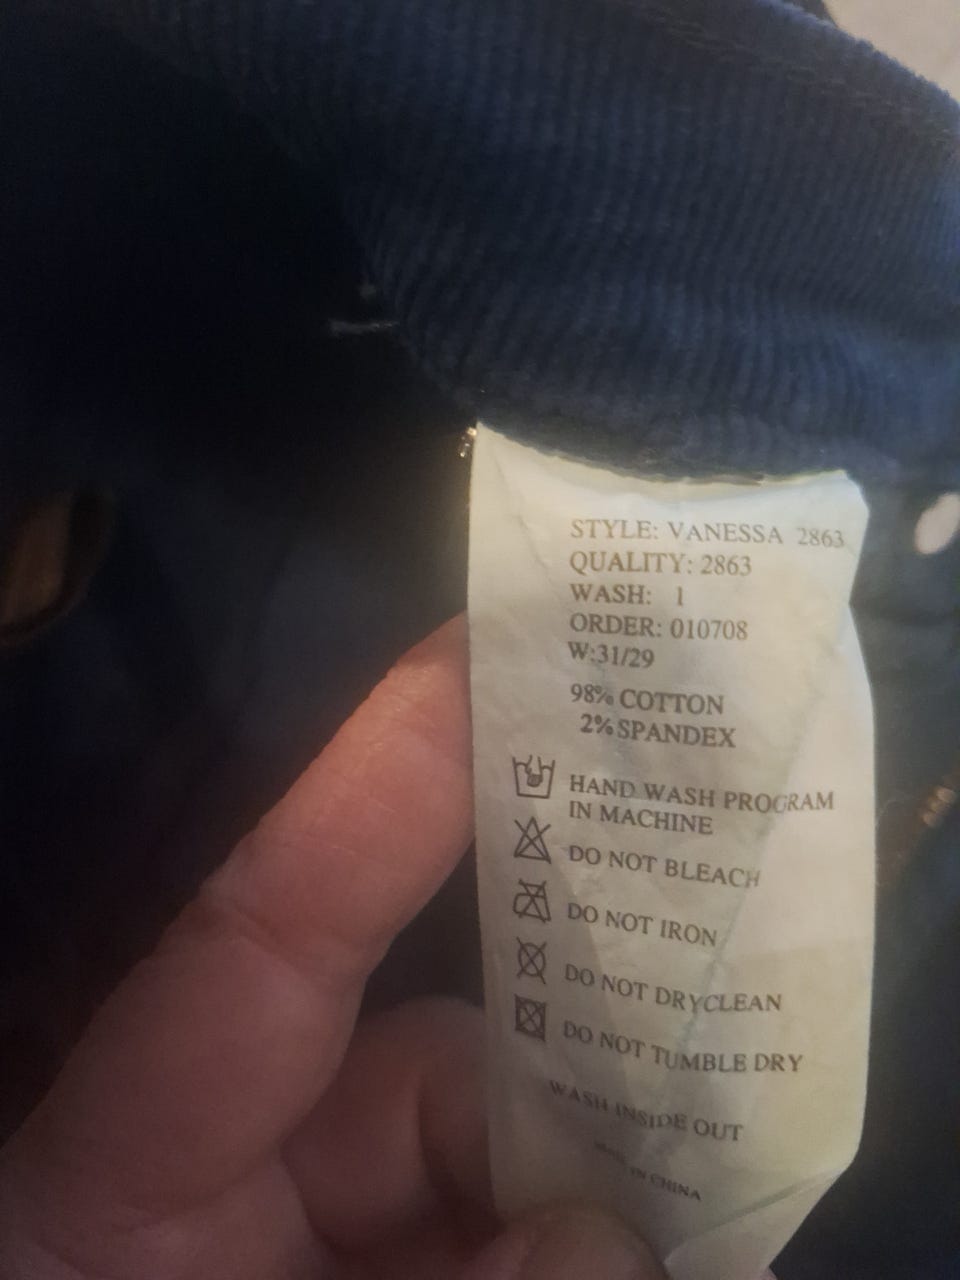 STYLE: VANESSA 2863
QUALITY: 2863
WASH: 1
ORDER: 010708
W:31/29
98% COTTON
2% SPANDEX
HAND WASH PROGRAM
IN MACHINE
DO NOT BLEACH
DO NOT IRON
DO NOT DRYCLEAN
DO NOT TUMBLE DRY
WASH INSIDE OUT
MADE IN CHINA